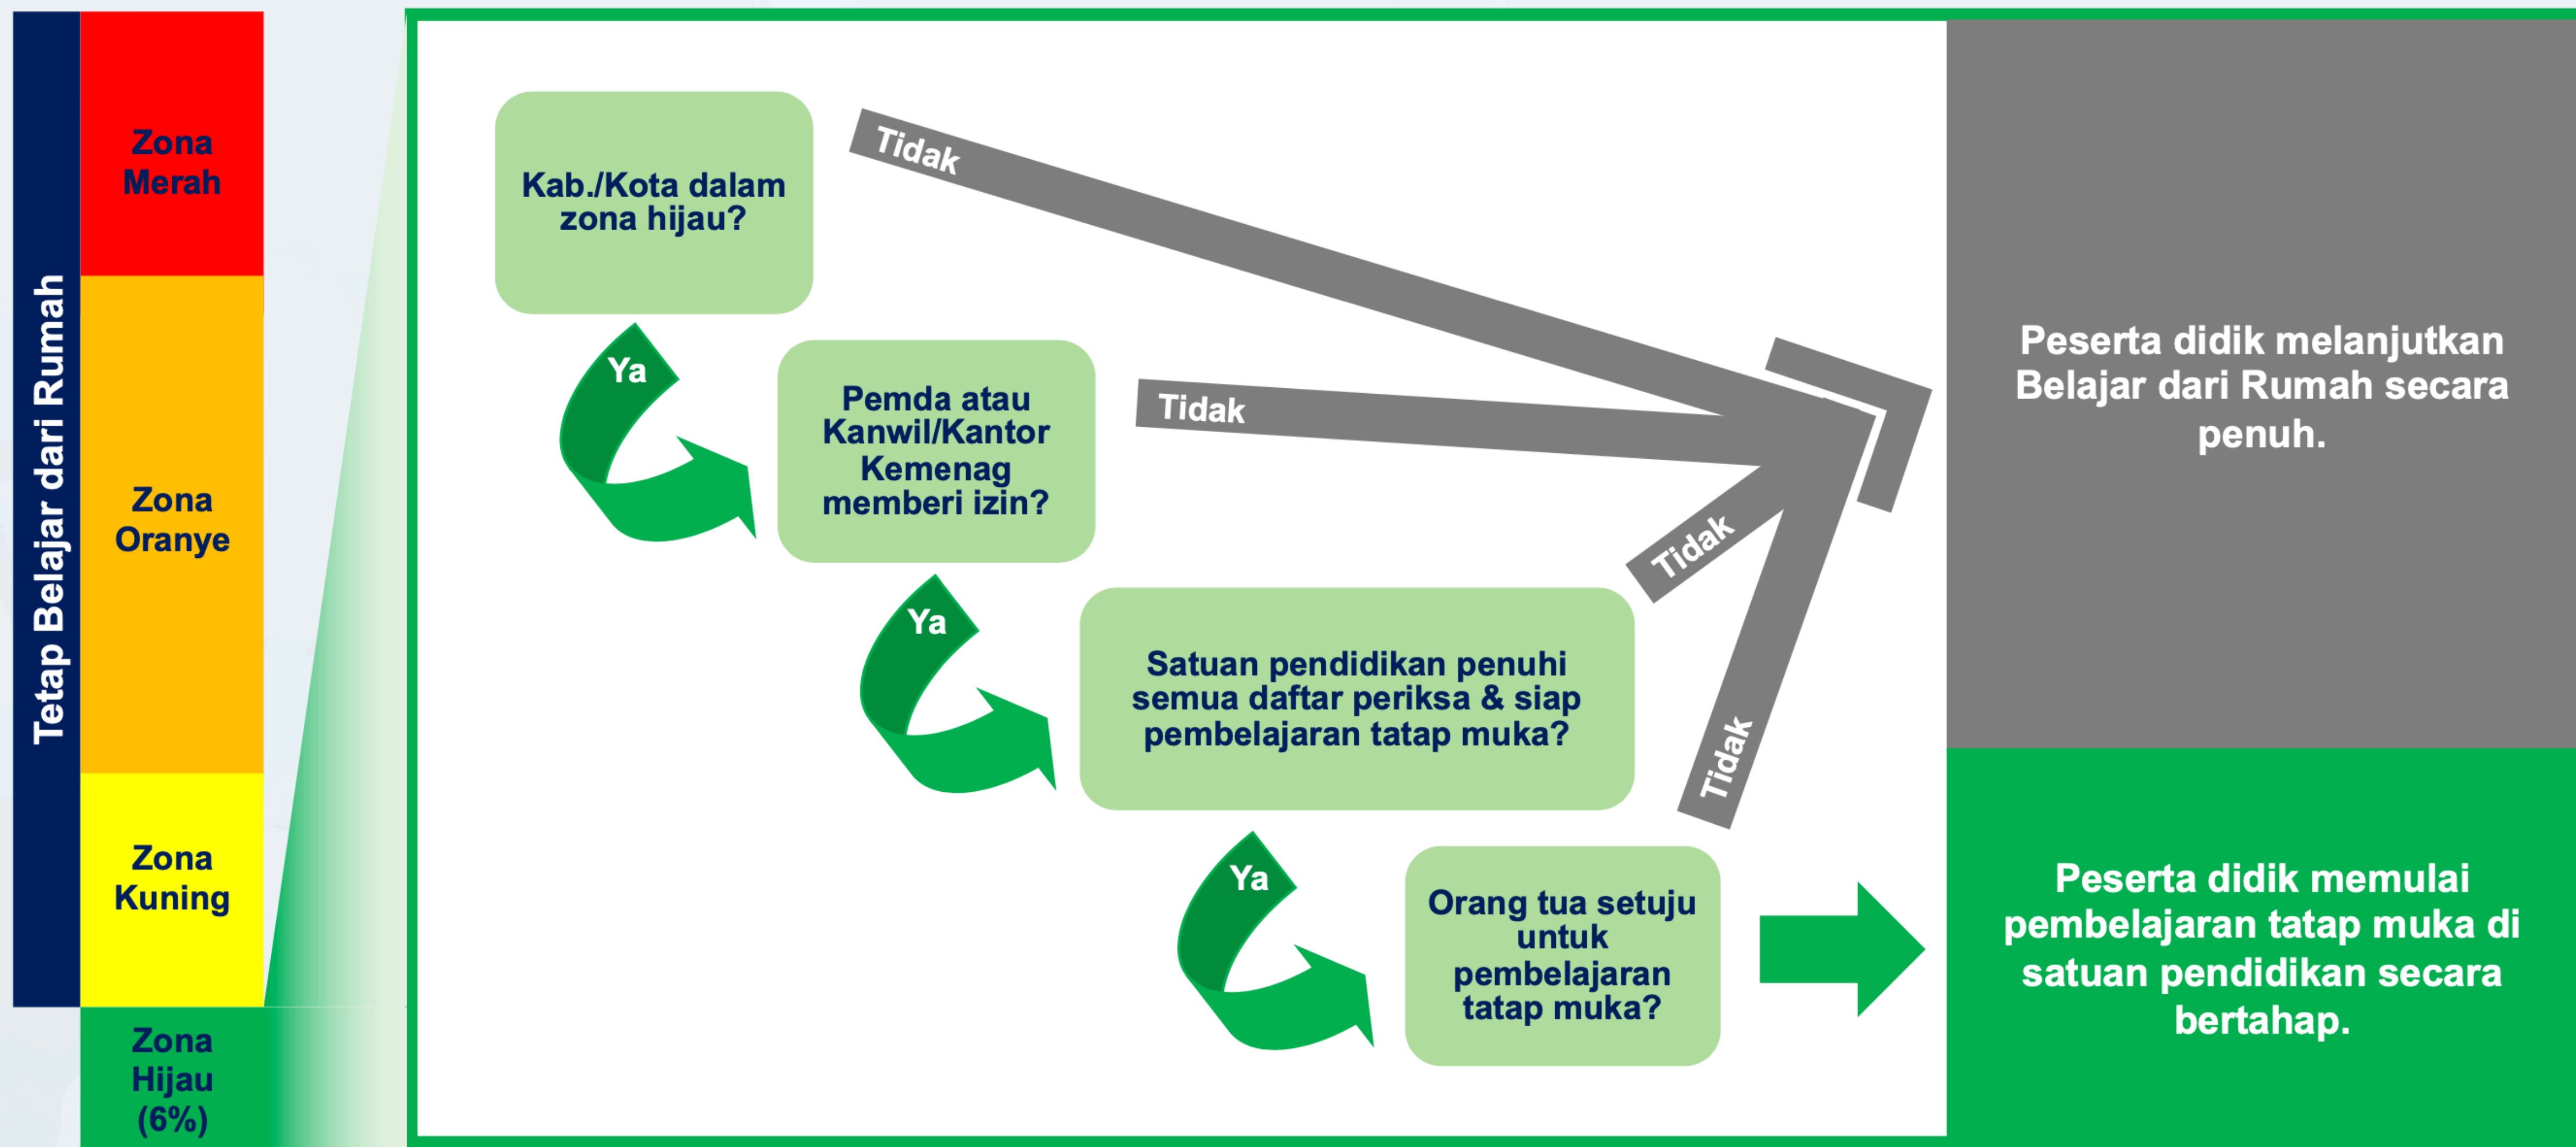 Tetap Belajar dari Rumah
Zona
Merah
Zona
Oranye
Zona
Kuning
Zona
Hijau
(6%)
Kab./Kota dalam
zona hijau?
Tidak
Ya
Pemda atau
Kanwil/Kantor
Kemenag
memberi izin?
Tidak
Ya
Satuan pendidikan penuhi
semua daftar periksa & siap
pembelajaran tatap muka?
Tidak
Ya
Orang tua setuju
untuk
pembelajaran
tatap muka?
Tidak
Peserta didik melanjutkan
Belajar dari Rumah secara
penuh.
Peserta didik memulai
pembelajaran tatap muka di
satuan pendidikan secara
bertahap.